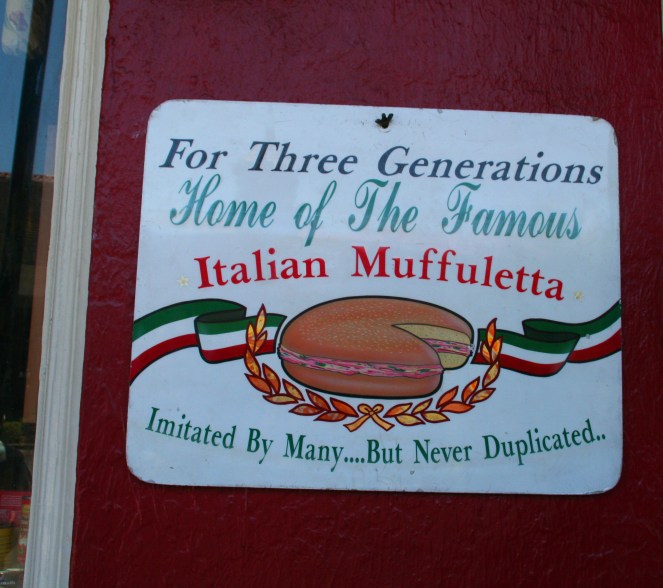 For Three Generations
Home of The Famous
Italian Muffuletta
Imitated By Many....But Never Duplicated..